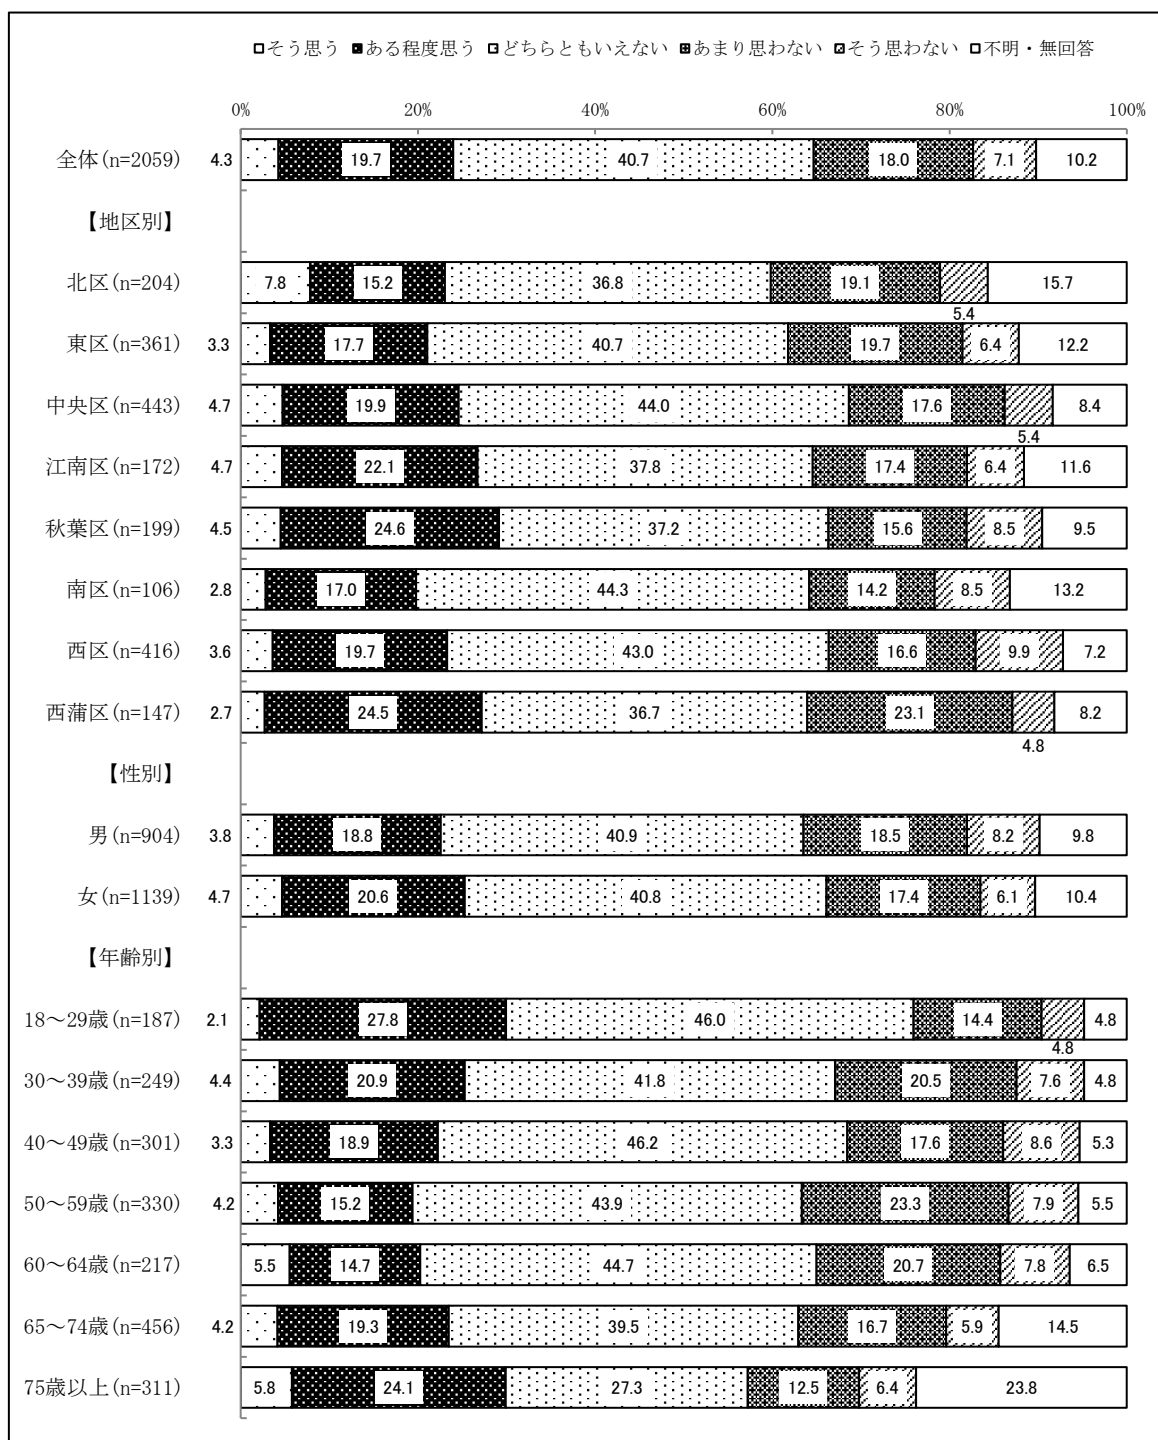 □そう思う ■ある程度思う □どちらともいえない ■あまり思わない □そう思わない □不明・無回答
0% 20% 40% 60% 80% 100%
全体(n=2059) 4.3 19.7 40.7 18.0 7.1 10.2
【地区別】
北区(n=204) 7.8 15.2 36.8 19.1 15.7
5.4
東区(n=361) 3.3 17.7 40.7 19.7 6.4 12.2
中央区(n=443) 4.7 19.9 44.0 17.6 8.4
5.4
江南区(n=172) 4.7 22.1 37.8 17.4 6.4 11.6
秋葉区(n=199) 4.5 24.6 37.2 15.6 8.5 9.5
南区(n=106) 2.8 17.0 44.3 14.2 8.5 13.2
西区(n=416) 3.6 19.7 43.0 16.6 9.9 7.2
西蒲区(n=147) 2.7 24.5 36.7 23.1 8.2
4.8
【性別】
男(n=904) 3.8 18.8 40.9 18.5 8.2 9.8
女(n=1139) 4.7 20.6 40.8 17.4 6.1 10.4
【年齢別】
18～29歳(n=187) 2.1 27.8 46.0 14.4 4.8
4.8
30～39歳(n=249) 4.4 20.9 41.8 20.5 7.6 4.8
40～49歳(n=301) 3.3 18.9 46.2 17.6 8.6 5.3
50～59歳(n=330) 4.2 15.2 43.9 23.3 7.9 5.5
60～64歳(n=217) 5.5 14.7 44.7 20.7 7.8 6.5
65～74歳(n=456) 4.2 19.3 39.5 16.7 5.9 14.5
75歳以上(n=311) 5.8 24.1 27.3 12.5 6.4 23.8